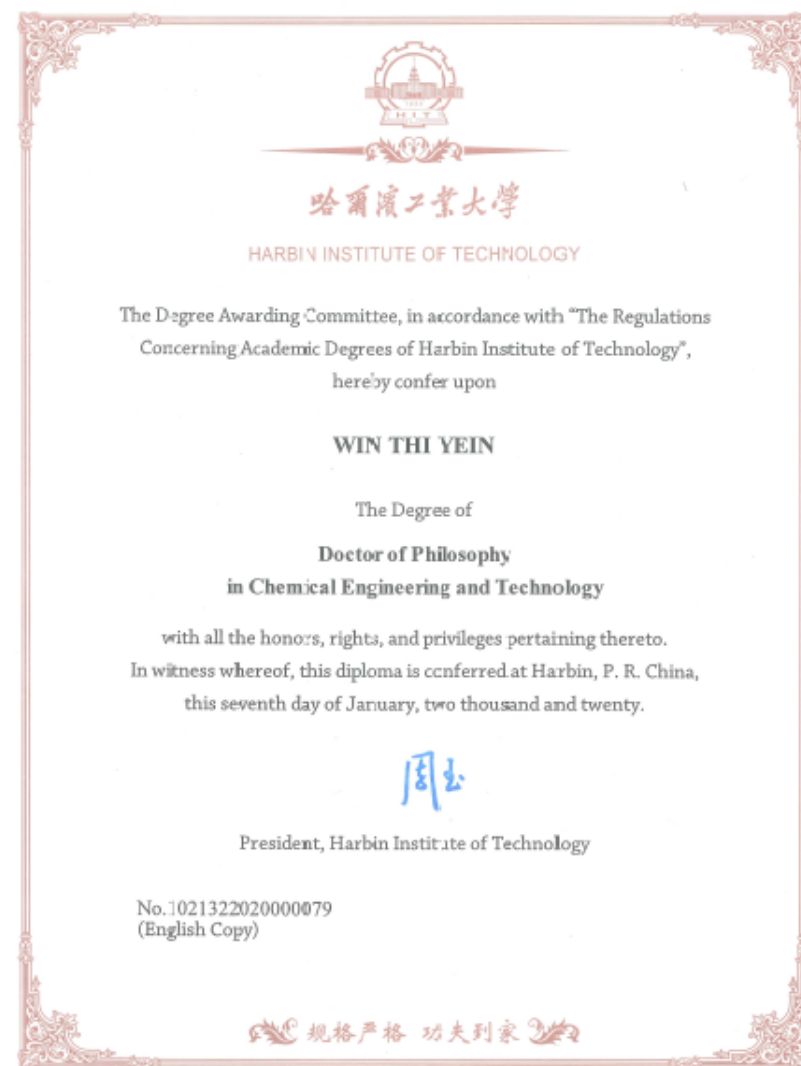 HIT
哈爾濱工業大學
HARBIN INSTITUTE OF TECHNOLOGY
The Degree Awarding Committee, in accordance with "The Regulations
Concerning Academic Degrees of Harbin Institute of Technology",
hereby confer upon
WIN THI YEIN
The Degree of
Doctor of Philosophy
in Chemical Engineering and Technology
with all the honors, rights, and privileges pertaining thereto.
In witness whereof, this diploma is conferred at Harbin, P. R. China,
this seventh day of January, two thousand and twenty.
周玉
President, Harbin Institute of Technology
No.1021322020000079
(English Copy)
规格严格 功夫到家